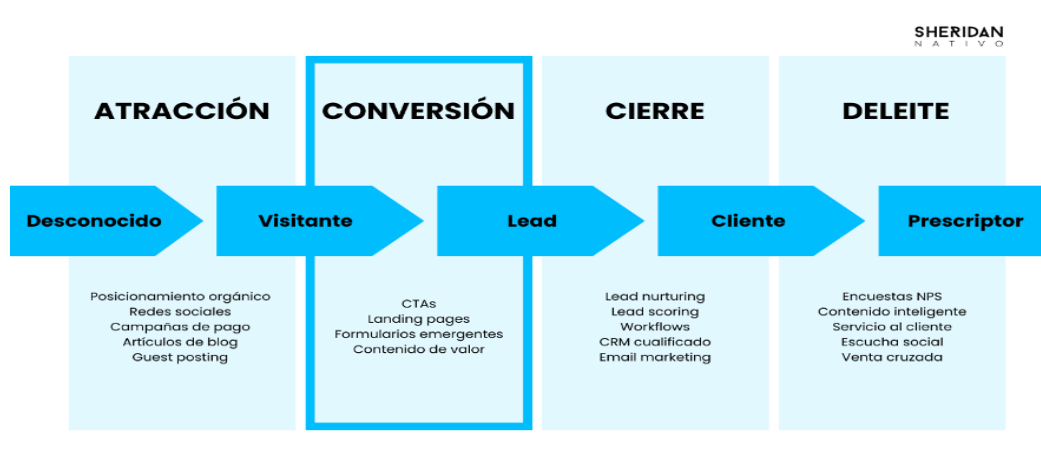 SHERIDAN
NATIVO
ATRACCIÓN
CONVERSIÓN
CIERRE
DELEITE
Desconocido
Visitante
Lead
Cliente
Prescriptor
Posicionamiento orgánico
Redes sociales
Campañas de pago
Artículos de blog
Guest posting
CTAs
Landing pages
Formularios emergentes
Contenido de valor
Lead nurturing
Lead scoring
Workflows
CRM cualificado
Email marketing
Encuestas NPS
Contenido inteligente
Servicio al cliente
Escucha social
Venta cruzada